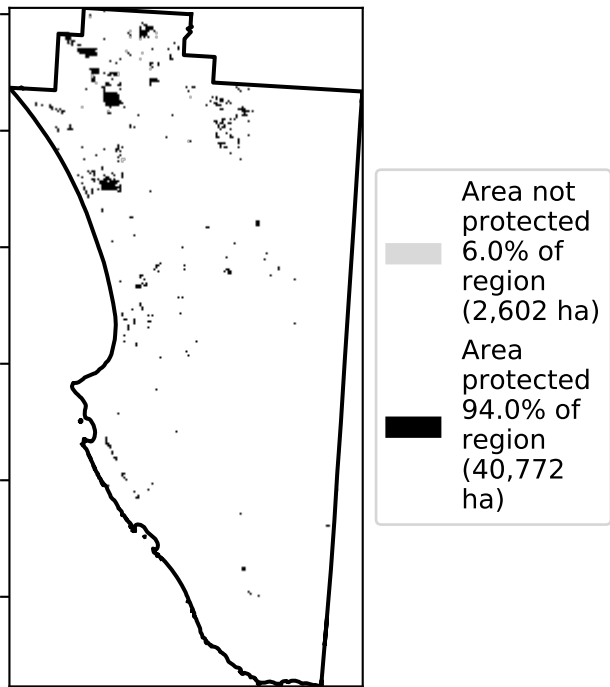 Area not
protected
6.0% of
region
(2,602 ha)
Area
protected
94.0% of
region
(40,772
ha)